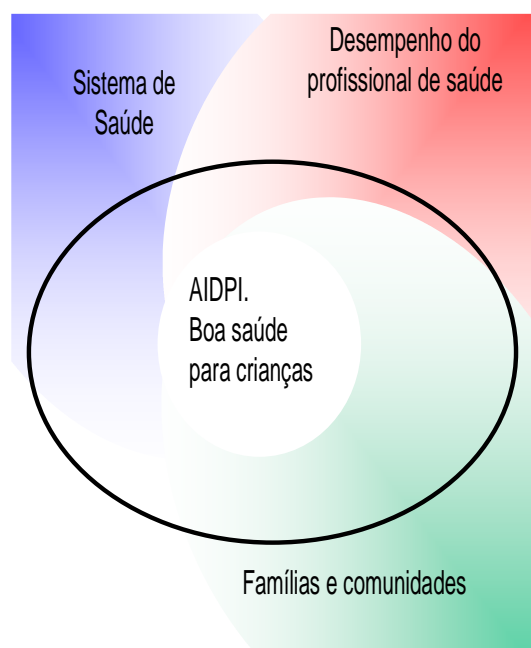 Sistema de
Saúde
Desempenho do
profissional de saúde
AIDPI.
Boa saúde
para crianças
Famílias e comunidades